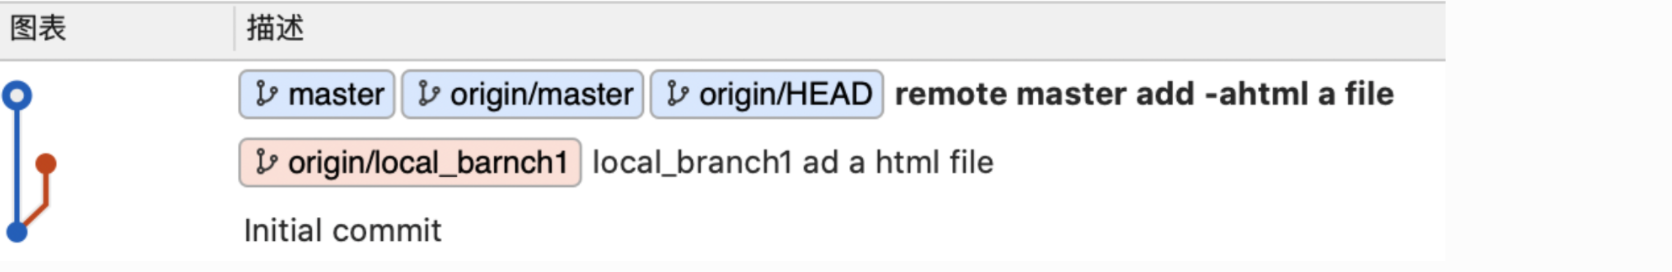 图表 描述
master origin/master origin/HEAD remote master add -ahtml a file
origin/local_barnch1 local_branch1 ad a html file
Initial commit